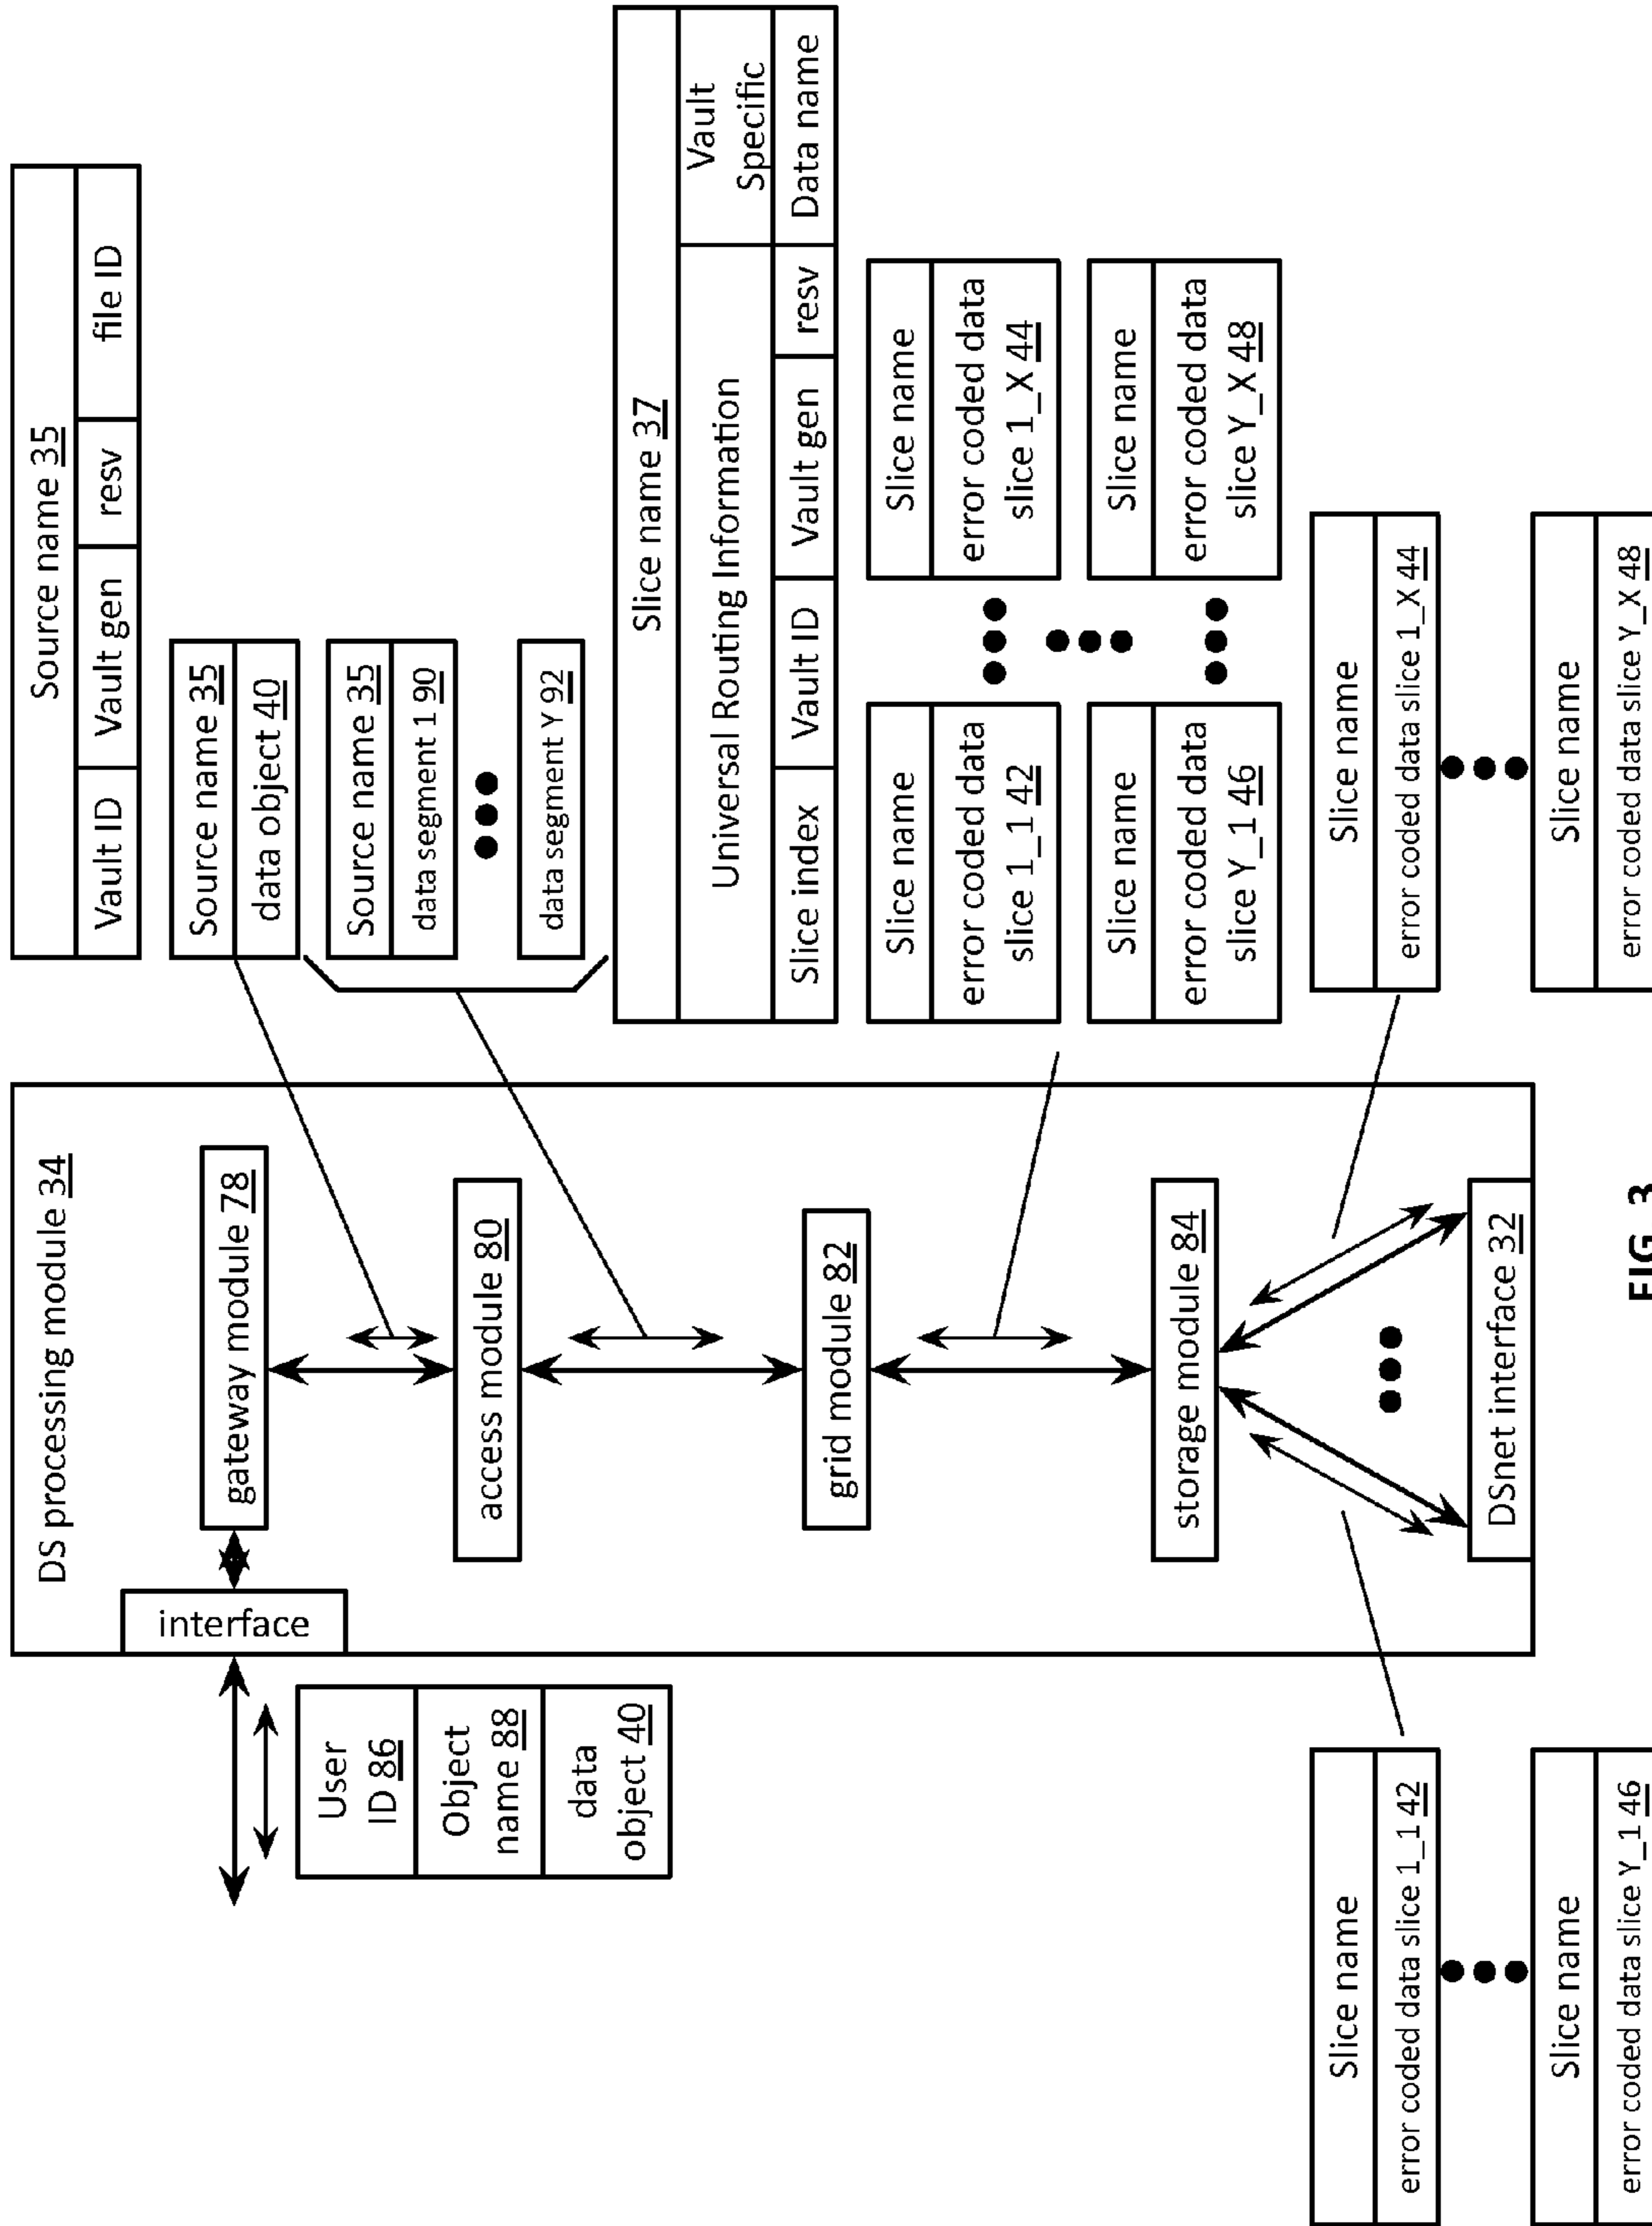 DS processing module 34
interface
gateway module 78
access module 80
grid module 82
storage module 84
DSnet interface 32
User
ID 86
Object
name 88
data
object 40
Source name 35
Vault ID
Vault gen
resv
file ID
Source name 35
data object 40
Source name 35
data segment 1 90
data segment Y 92
Slice name 37
Universal Routing Information
Vault
Specific
Slice index
Vault ID
Vault gen
resv
Data name
Slice name
error coded data
slice 1_1 42
Slice name
error coded data
slice 1_X 44
Slice name
error coded data
slice Y_1 46
Slice name
error coded data
slice Y_X 48
Slice name
error coded data slice 1_1 42
Slice name
error coded data slice Y_1 46
Slice name
error coded data slice 1_X 44
Slice name
error coded data slice Y_X 48
FIG. 3